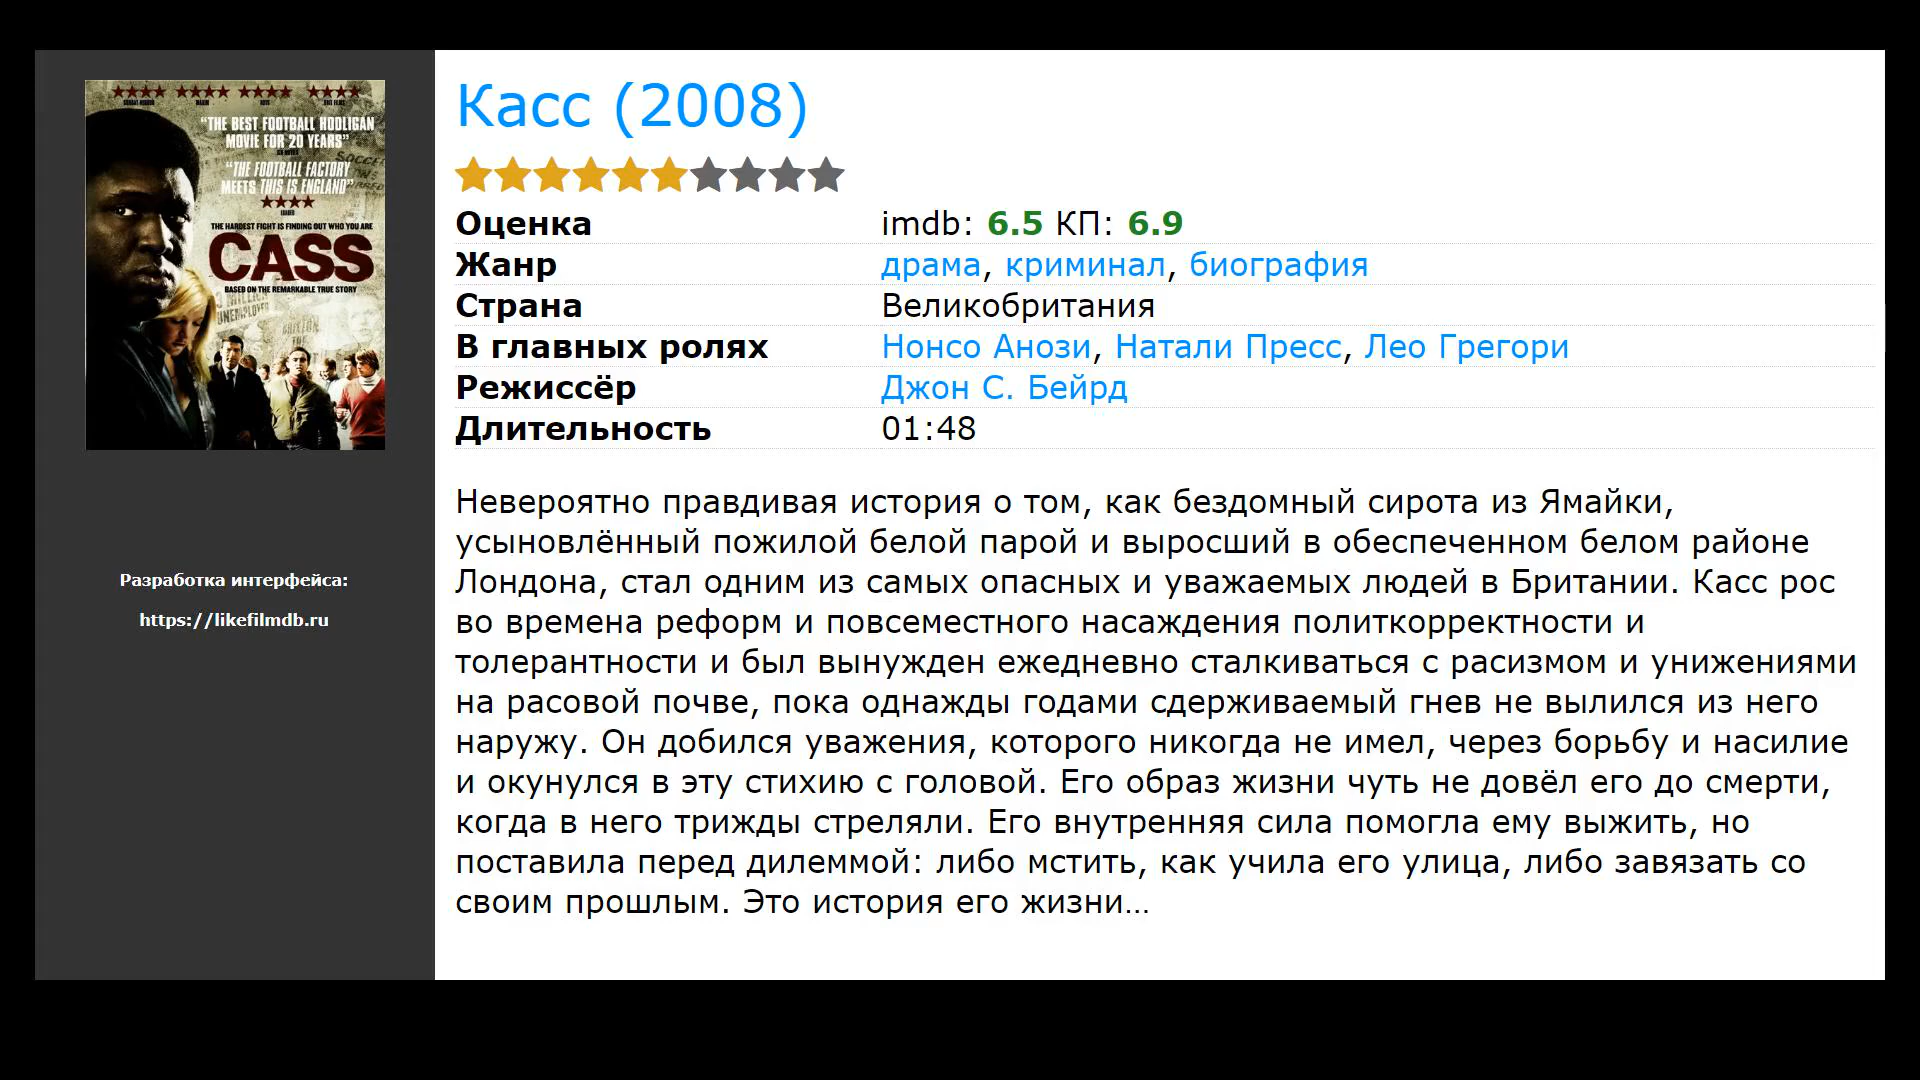 "THE BEST FOOTBALL HOOLIGAN
MOVIE FOR 20 YEARS"
"THE FOOTBALL FACTORY
MEETS THIS IS ENGLAND"
THE HARDEST FIGHT IS FINDING OUT WHO YOU ARE
CASS
BASED ON THE REMARKABLE TRUE STORY
Разработка интерфейса:
https://likefilmdb.ru
Касс (2008)
Оценка imdb: 6.5 КП: 6.9
Жанр драма, криминал, биография
Страна Великобритания
В главных ролях Нонсо Анози, Натали Пресс, Лео Грегори
Режиссёр Джон С. Бейрд
Длительность 01:48
Невероятно правдивая история о том, как бездомный сирота из Ямайки,
усыновлённый пожилой белой парой и выросший в обеспеченном белом районе
Лондона, стал одним из самых опасных и уважаемых людей в Британии. Касс рос
во времена реформ и повсеместного насаждения политкорректности и
толерантности и был вынужден ежедневно сталкиваться с расизмом и унижениями
на расовой почве, пока однажды годами сдерживаемый гнев не вылился из него
наружу. Он добился уважения, которого никогда не имел, через борьбу и насилие
и окунулся в эту стихию с головой. Его образ жизни чуть не довёл его до смерти,
когда в него трижды стреляли. Его внутренняя сила помогла ему выжить, но
поставила перед дилеммой: либо мстить, как учила его улица, либо завязать со
своим прошлым. Это история его жизни…